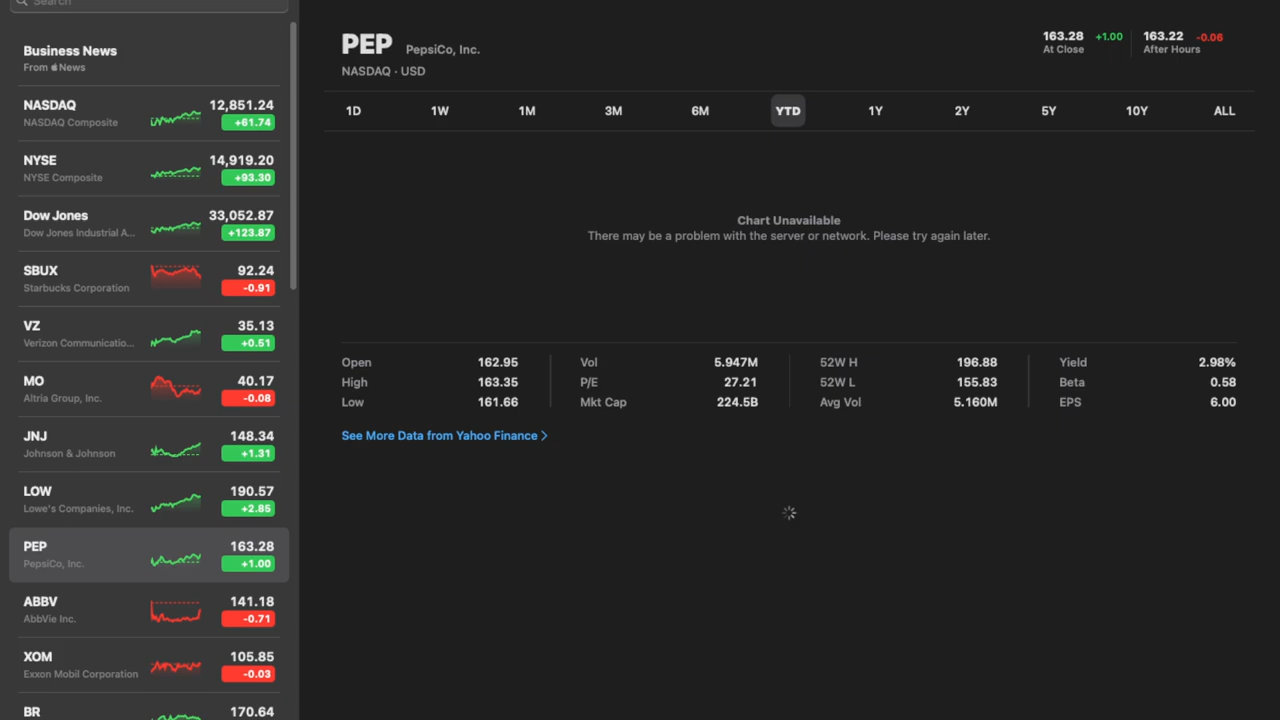 Search
Business News
From News
NASDAQ 12,851.24
NASDAQ Composite +61.74
NYSE 14,919.20
NYSE Composite +93.30
Dow Jones 33,052.87
Dow Jones Industrial A... +123.87
SBUX 92.24
Starbucks Corporation -0.91
VZ 35.13
Verizon Communicatio... +0.51
MO 40.17
Altria Group, Inc. -0.08
JNJ 148.34
Johnson & Johnson +1.31
LOW 190.57
Lowe's Companies, Inc. +2.85
PEP 163.28
PepsiCo, Inc. +1.00
ABBV 141.18
AbbVie Inc. -0.71
XOM 105.85
Exxon Mobil Corporation -0.03
BR 170.64
PEP PepsiCo, Inc.
NASDAQ · USD
163.28 +1.00
At Close
163.22 -0.06
After Hours
1D 1W 1M 3M 6M YTD 1Y 2Y 5Y 10Y ALL
Chart Unavailable
There may be a problem with the server or network. Please try again later.
Open 162.95 Vol 5.947M 52W H 196.88 Yield 2.98%
High 163.35 P/E 27.21 52W L 155.83 Beta 0.58
Low 161.66 Mkt Cap 224.5B Avg Vol 5.160M EPS 6.00
See More Data from Yahoo Finance >